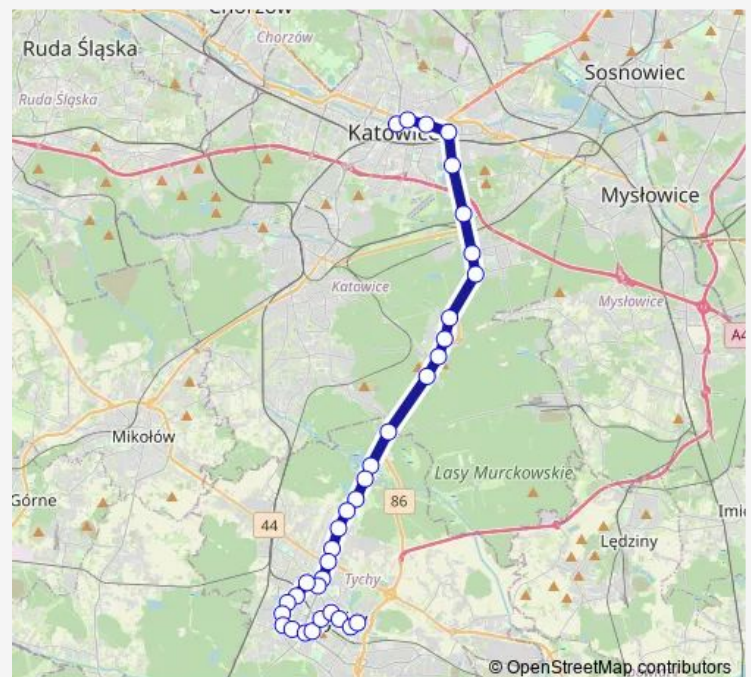 Chorzów
Ruda Śląska
Chorzów
Sosnowiec
Ruda Śląska
Katowice
Mysłowice
Katowice
Mysłowice
A4
Mikołów
Lasy Murckowskie
Górne
86
44
Lędziny
Imi
Tychy
© OpenStreetMap contributors